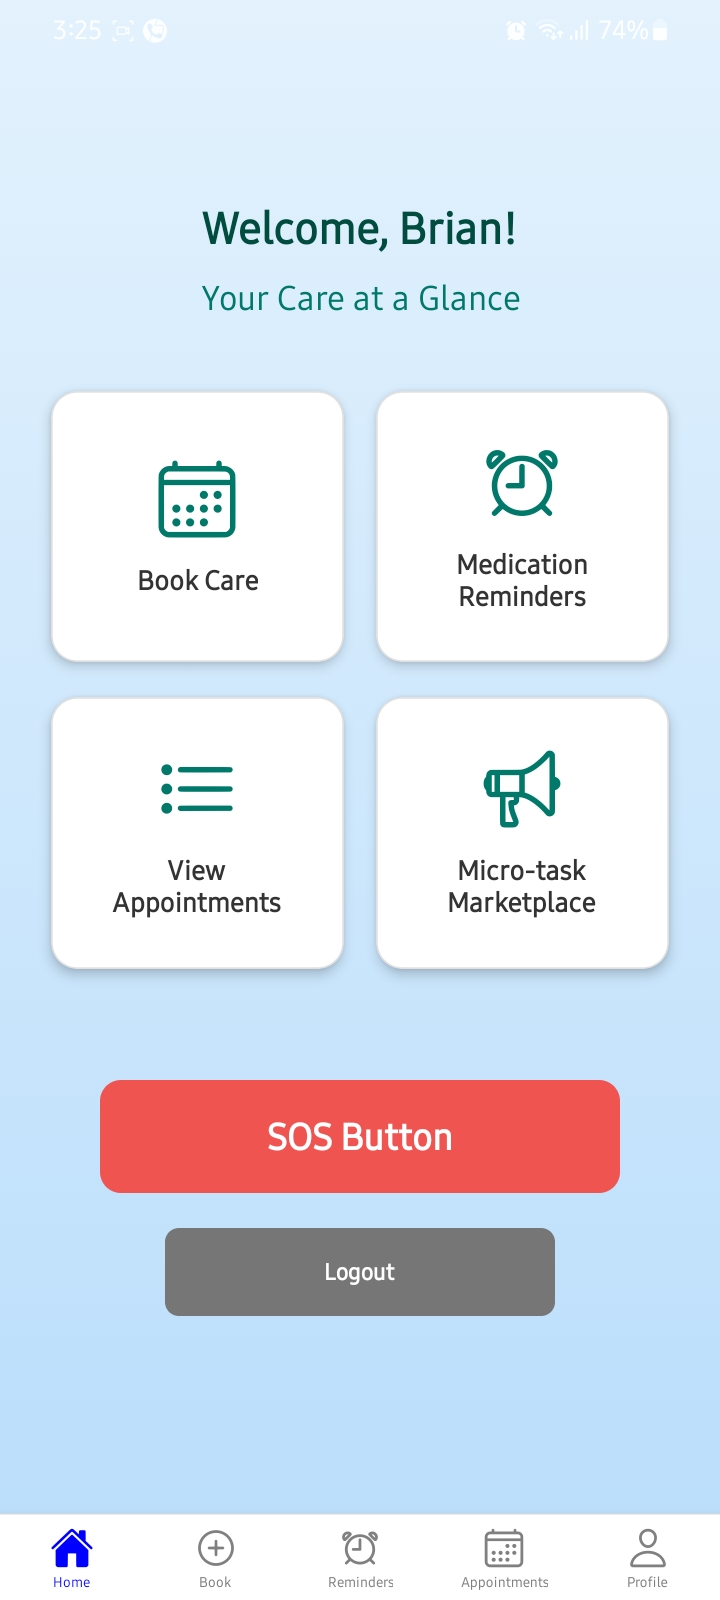 3:25
74%
Welcome, Brian!
Your Care at a Glance
Book Care
Medication
Reminders
View
Appointments
Micro-task
Marketplace
SOS Button
Logout
Home
Book
Reminders
Appointments
Profile